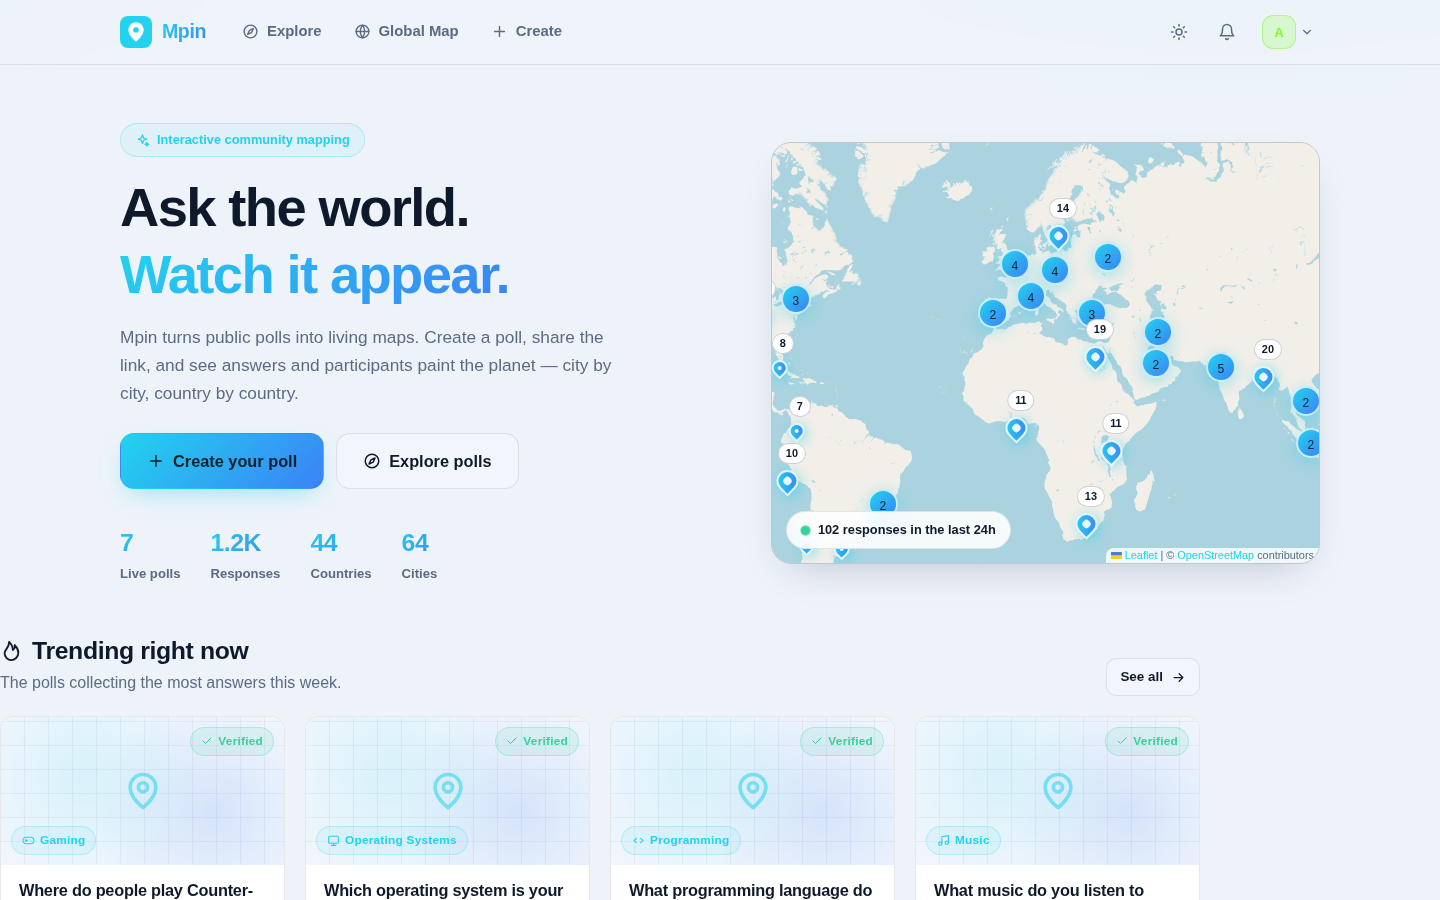 Mpin
Explore
Global Map
Create
A
Interactive community mapping
Ask the world.
Watch it appear.
Mpin turns public polls into living maps. Create a poll, share the
link, and see answers and participants paint the planet — city by
city, country by country.
Create your poll
Explore polls
7
Live polls
1.2K
Responses
44
Countries
64
Cities
14
4
4
2
3
4
2
3
19
2
2
8
5
20
2
7
11
11
2
10
13
2
102 responses in the last 24h
Leaflet | © OpenStreetMap contributors
Trending right now
The polls collecting the most answers this week.
See all
Verified
Gaming
Where do people play Counter-
Verified
Operating Systems
Which operating system is your
Verified
Programming
What programming language do
Verified
Music
What music do you listen to